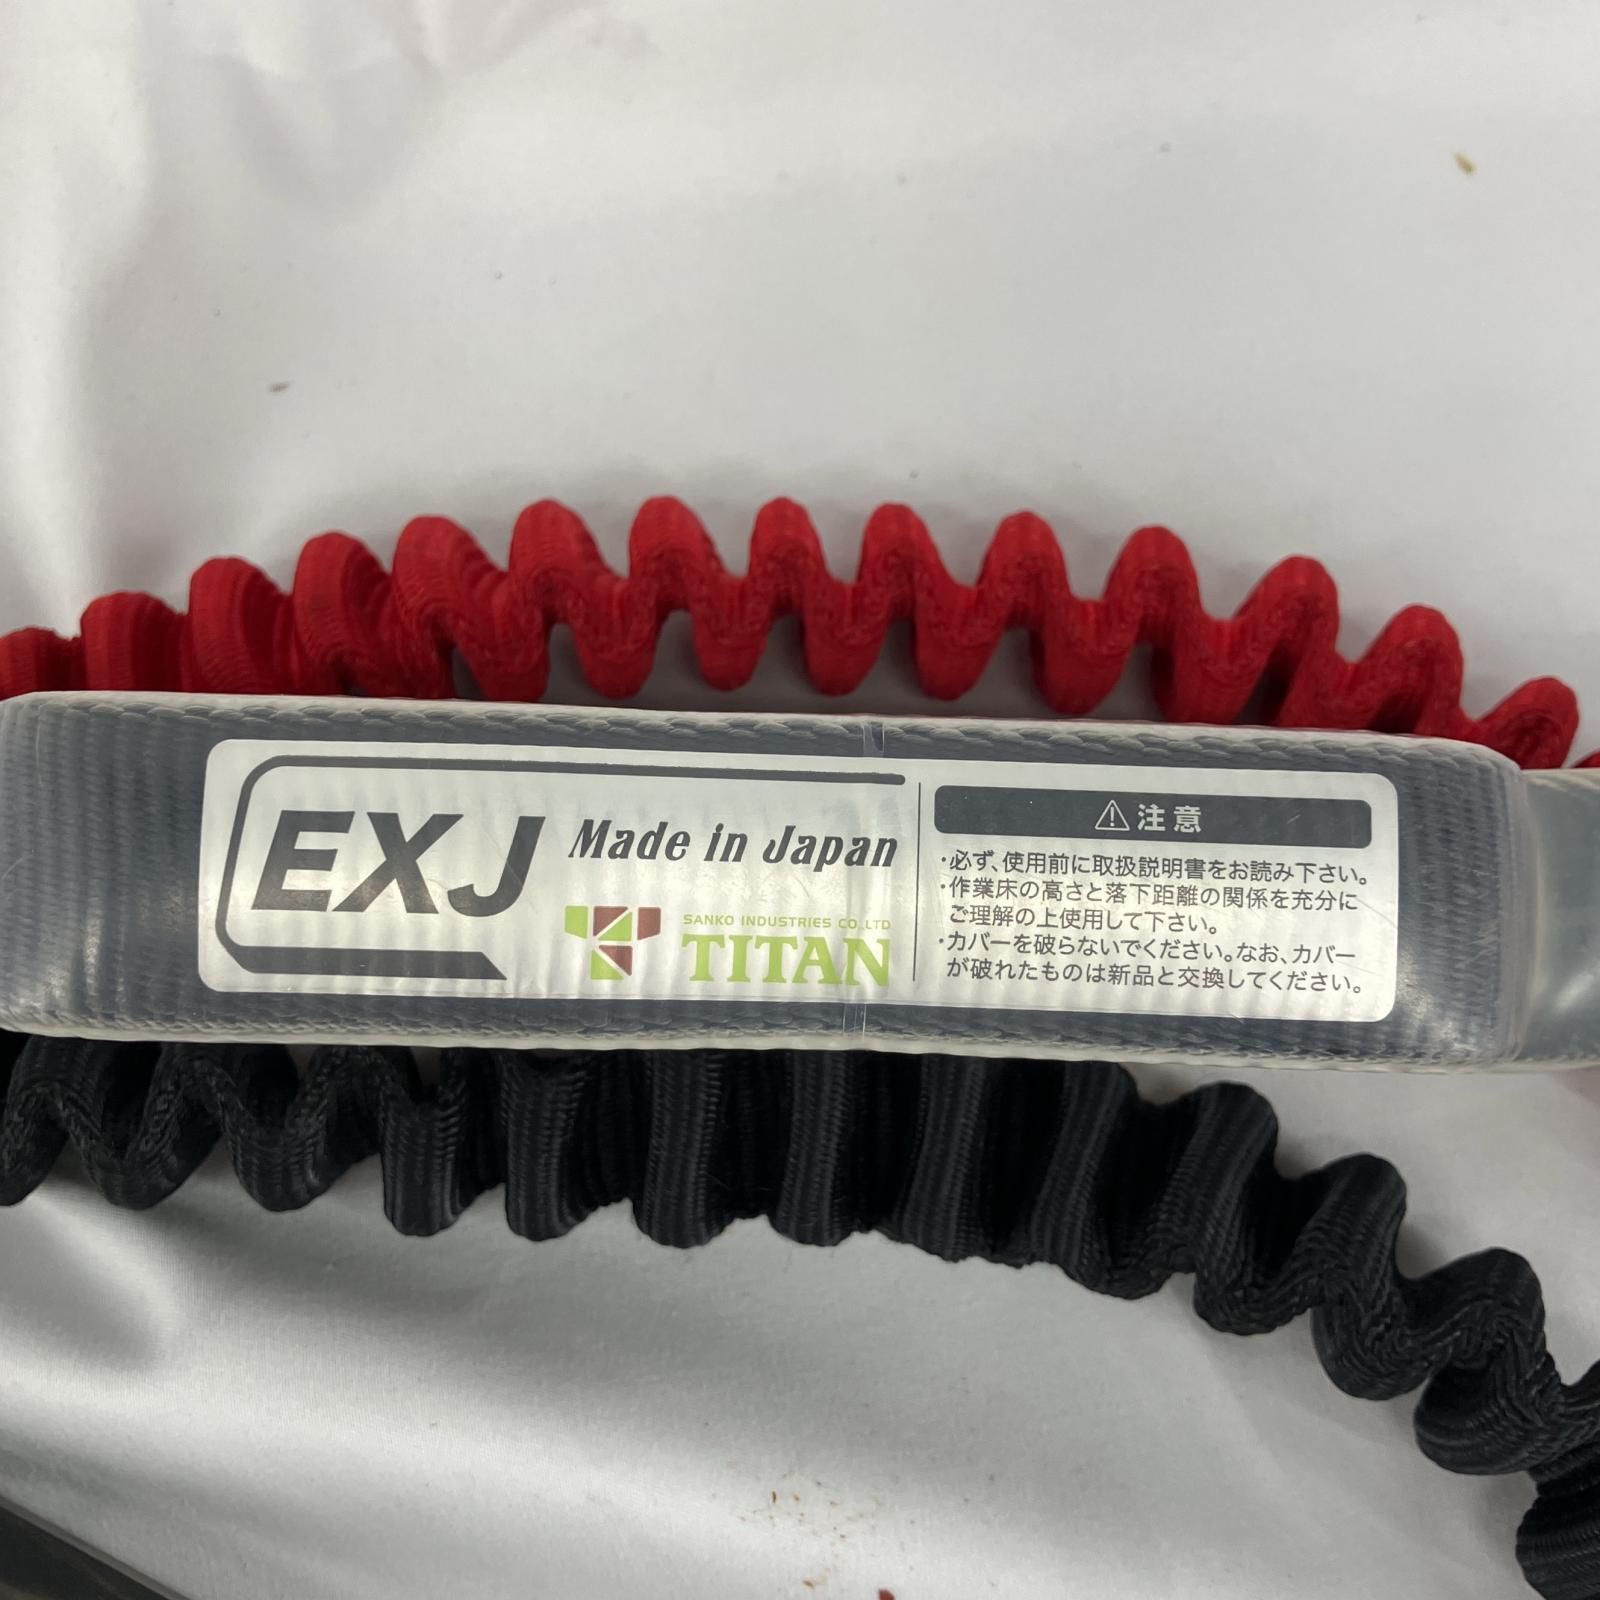 EXJ
Made in Japan
SANKO INDUSTRIES CO.,LTD
TITAN
⚠注意
・必ず、使用前に取扱説明書をお読み下さい。
・作業床の高さと落下距離の関係を充分に
ご理解の上使用して下さい。
・カバーを破らないでください。なお、カバー
が破れたものは新品と交換してください。